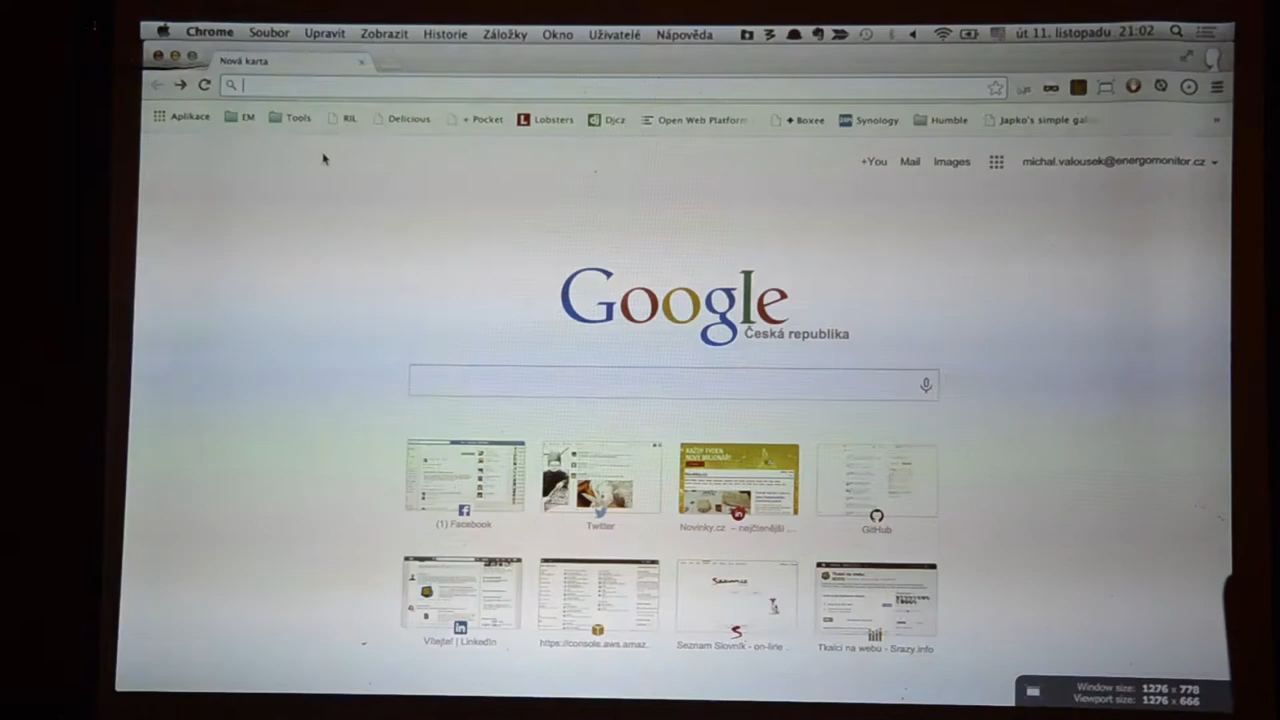 Chrome Soubor Upravit Zobrazit Historie Záložky Okno Uživatelé Nápověda út 11. listopadu 21:02
Nová karta
Aplikace EM Tools RIL Delicious + Pocket Lobsters Djcz Open Web Platform + Boxee Synology Humble Japko's simple gal
+You Mail Images michal.valousek@energomonitor.cz
Google
Česká republika
(1) Facebook Twitter Novinky.cz – nejčtenější ... GitHub
Vítejte! | LinkedIn https://console.aws.amaz... Seznam Slovník - on-line ... Tkalci na webu - Srazy.info
Window size: 1276 x 778
Viewport size: 1276 x 666